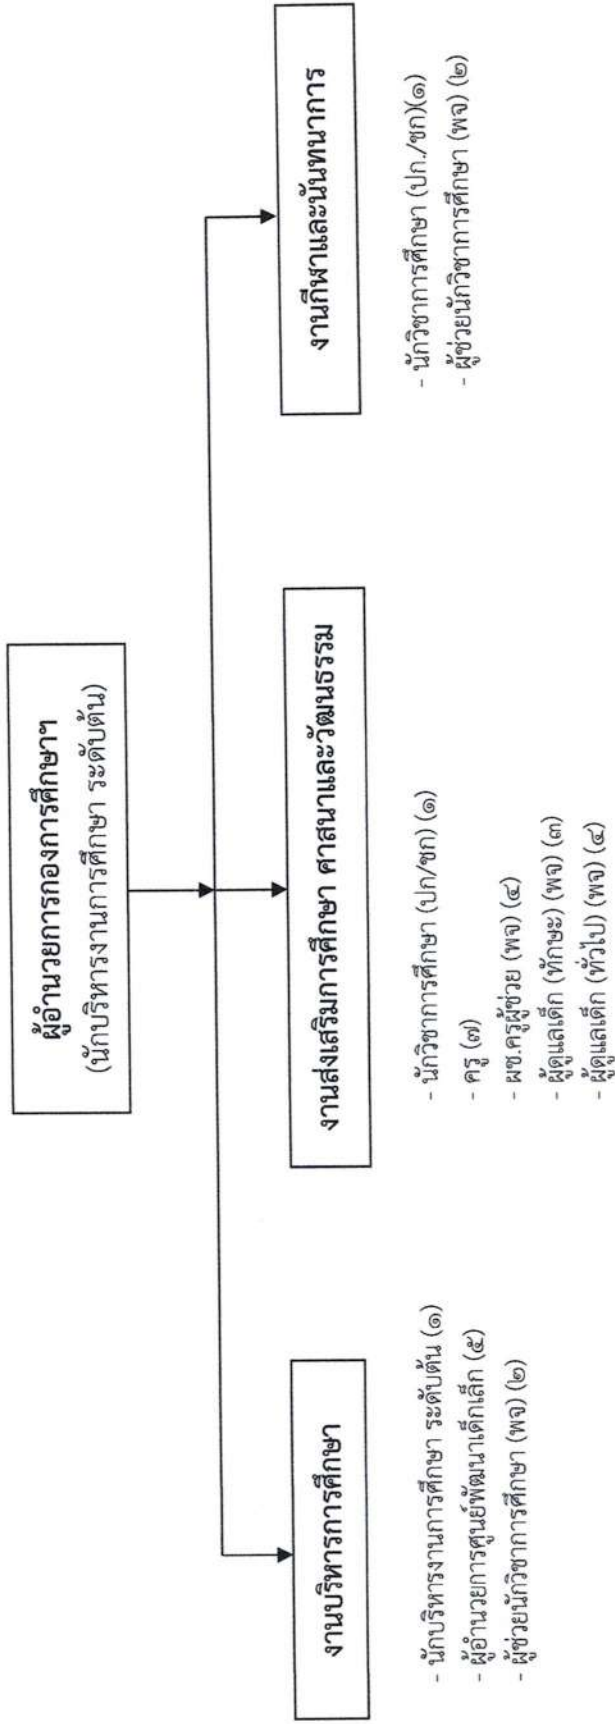 ผู้อำนวยการกองการศึกษาฯ
(นักบริหารงานการศึกษา ระดับต้น)
งานบริหารการศึกษา
- นักบริหารงานการศึกษา ระดับต้น (๑)
- ผู้อำนวยการศูนย์พัฒนาเด็กเล็ก (๕)
- ผู้ช่วยนักวิชาการศึกษา (พจ) (๒)
งานส่งเสริมการศึกษา ศาสนาและวัฒนธรรม
- นักวิชาการศึกษา (ปก/ชก) (๑)
- ครู (๗)
- ผช.ครูผู้ช่วย (พจ) (๔)
- ผู้ดูแลเด็ก (ทักษะ) (พจ) (๓)
- ผู้ดูแลเด็ก (ทั่วไป) (พจ) (๔)
งานกีฬาและนันทนาการ
- นักวิชาการศึกษา (ปก./ชก)(๑)
- ผู้ช่วยนักวิชาการศึกษา (พจ) (๒)